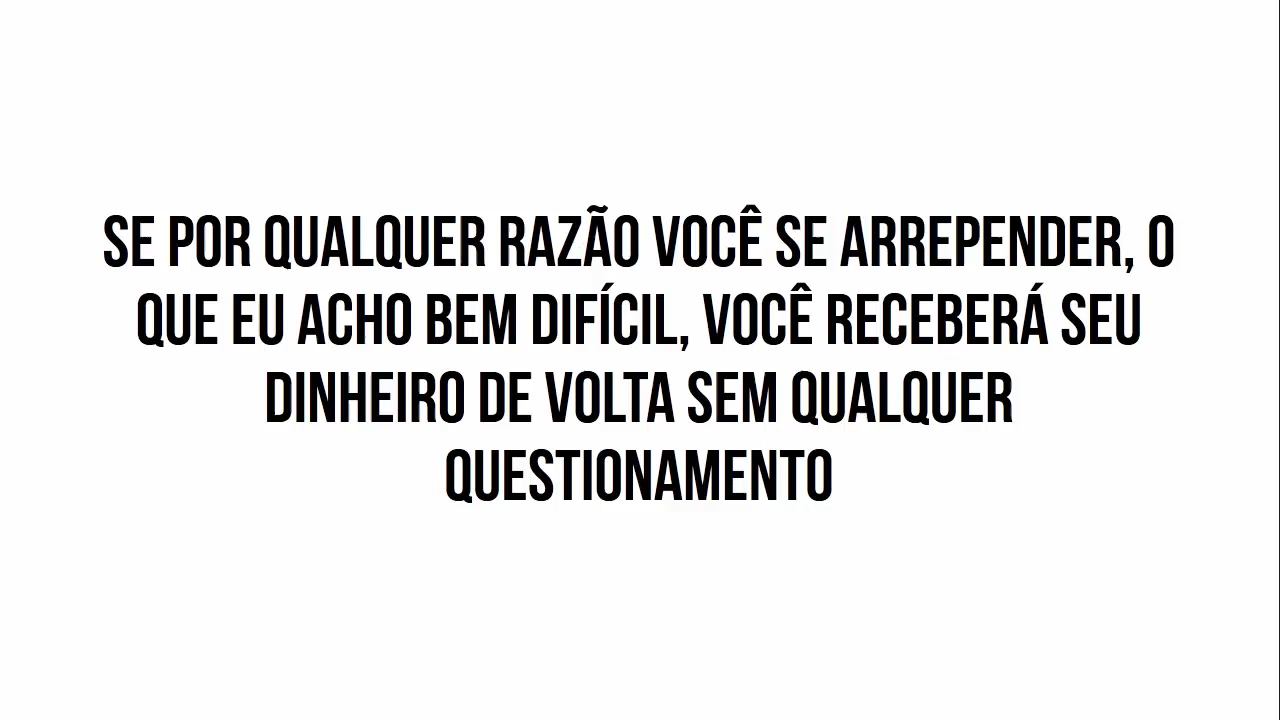 SE POR QUALQUER RAZÃO VOCÊ SE ARREPENDER, O
QUE EU ACHO BEM DIFÍCIL, VOCÊ RECEBERÁ SEU
DINHEIRO DE VOLTA SEM QUALQUER
QUESTIONAMENTO